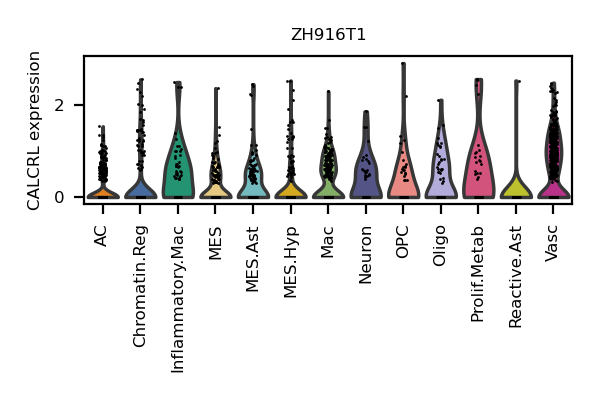 ZH916T1
CALCRL expression
2
0
AC
Chromatin.Reg
Inflammatory.Mac
MES
MES.Ast
MES.Hyp
Mac
Neuron
OPC
Oligo
Prolif.Metab
Reactive.Ast
Vasc